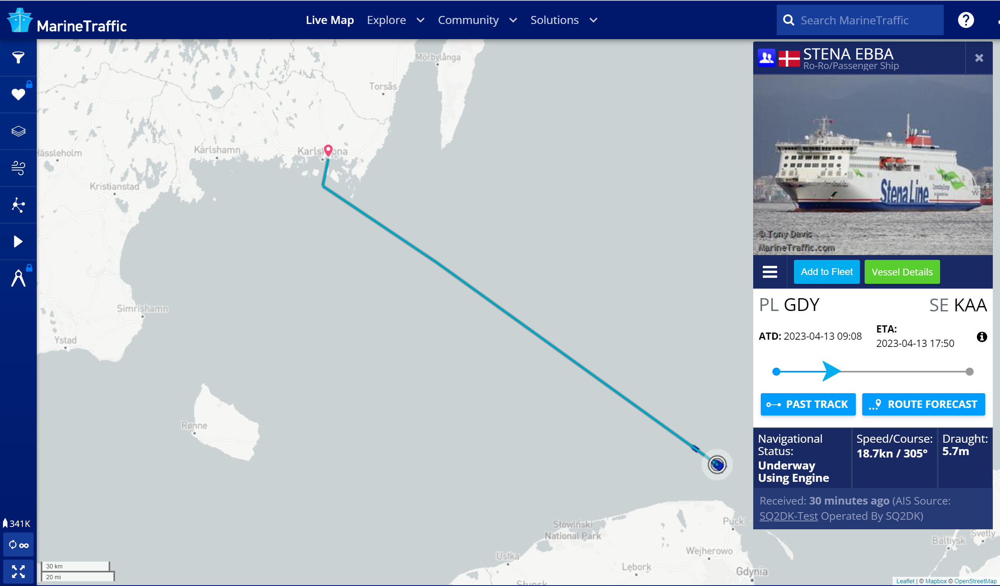 MarineTraffic
Live Map
Explore
Community
Solutions
Search MarineTraffic
?
STENA EBBA
Ro-Ro/Passenger Ship
Stena Line
© Tony Davis
MarineTraffic.com
Add to Fleet
Vessel Details
PL GDY
SE KAA
ATD: 2023-04-13 09:08
ETA:
2023-04-13 17:50
PAST TRACK
ROUTE FORECAST
Navigational
Status:
Underway
Using Engine
Speed/Course:
18.7kn / 305°
Draught:
5.7m
Received: 30 minutes ago (AIS Source:
SQ2DK-Test Operated By SQ2DK)
Mörbylånga
Torsås
Karlshamn
Hässleholm
Kristianstad
Simrishamn
Ystad
Rønne
Słowiński
National Park
Puck
Svetly
Baltiysk
Wejherowo
Ustka
Lębork
Gdynia
341K
30 km
20 mi
Leaflet | © Mapbox © OpenStreetMap